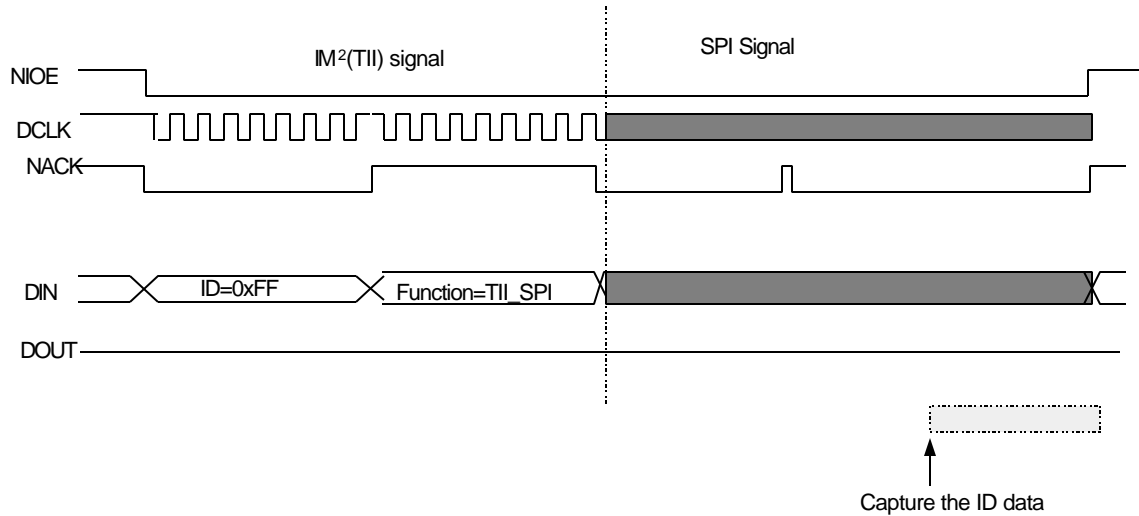 IM²(TII) signal
SPI Signal
NIOE
DCLK
NACK
DIN
ID=0xFF
Function=TII_SPI
DOUT
Capture the ID data